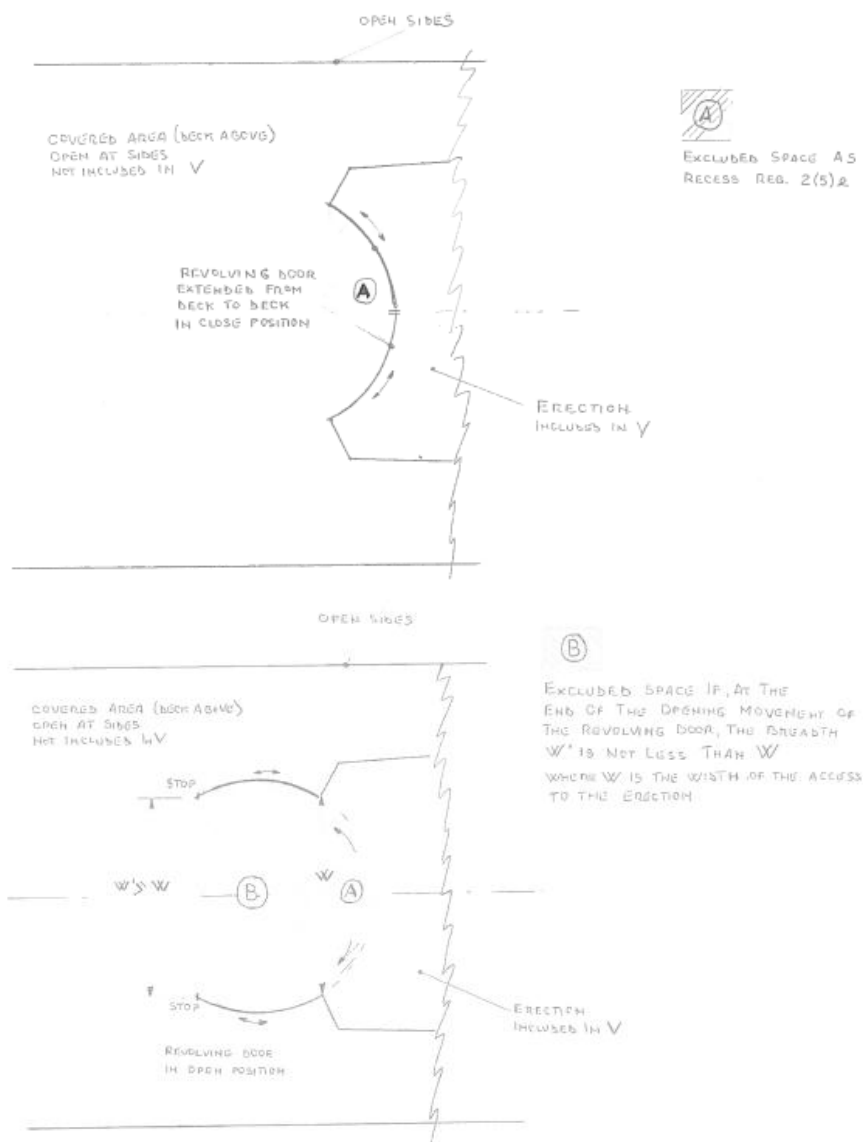 OPEN SIDES
COVERED AREA (DECK ABOVE)
OPEN AT SIDES
NOT INCLUDED IN V
A
EXCLUDED SPACE AS
RECESS REG. 2(5)e
REVOLVING DOOR
EXTENDED FROM
DECK TO DECK
IN CLOSE POSITION
A
ERECTION
INCLUDED IN V
OPEN SIDES
B
EXCLUDED SPACE IF, AT THE
END OF THE OPENING MOVEMENT OF
THE REVOLVING DOOR, THE BREADTH
W' IS NOT LESS THAN W
WHERE W IS THE WIDTH OF THE ACCESS
TO THE ERECTION
COVERED AREA (DECK ABOVE)
OPEN AT SIDES
NOT INCLUDED IN V
STOP
W'≥W
B
W
A
STOP
ERECTION
INCLUDED IN V
REVOLVING DOOR
IN OPEN POSITION